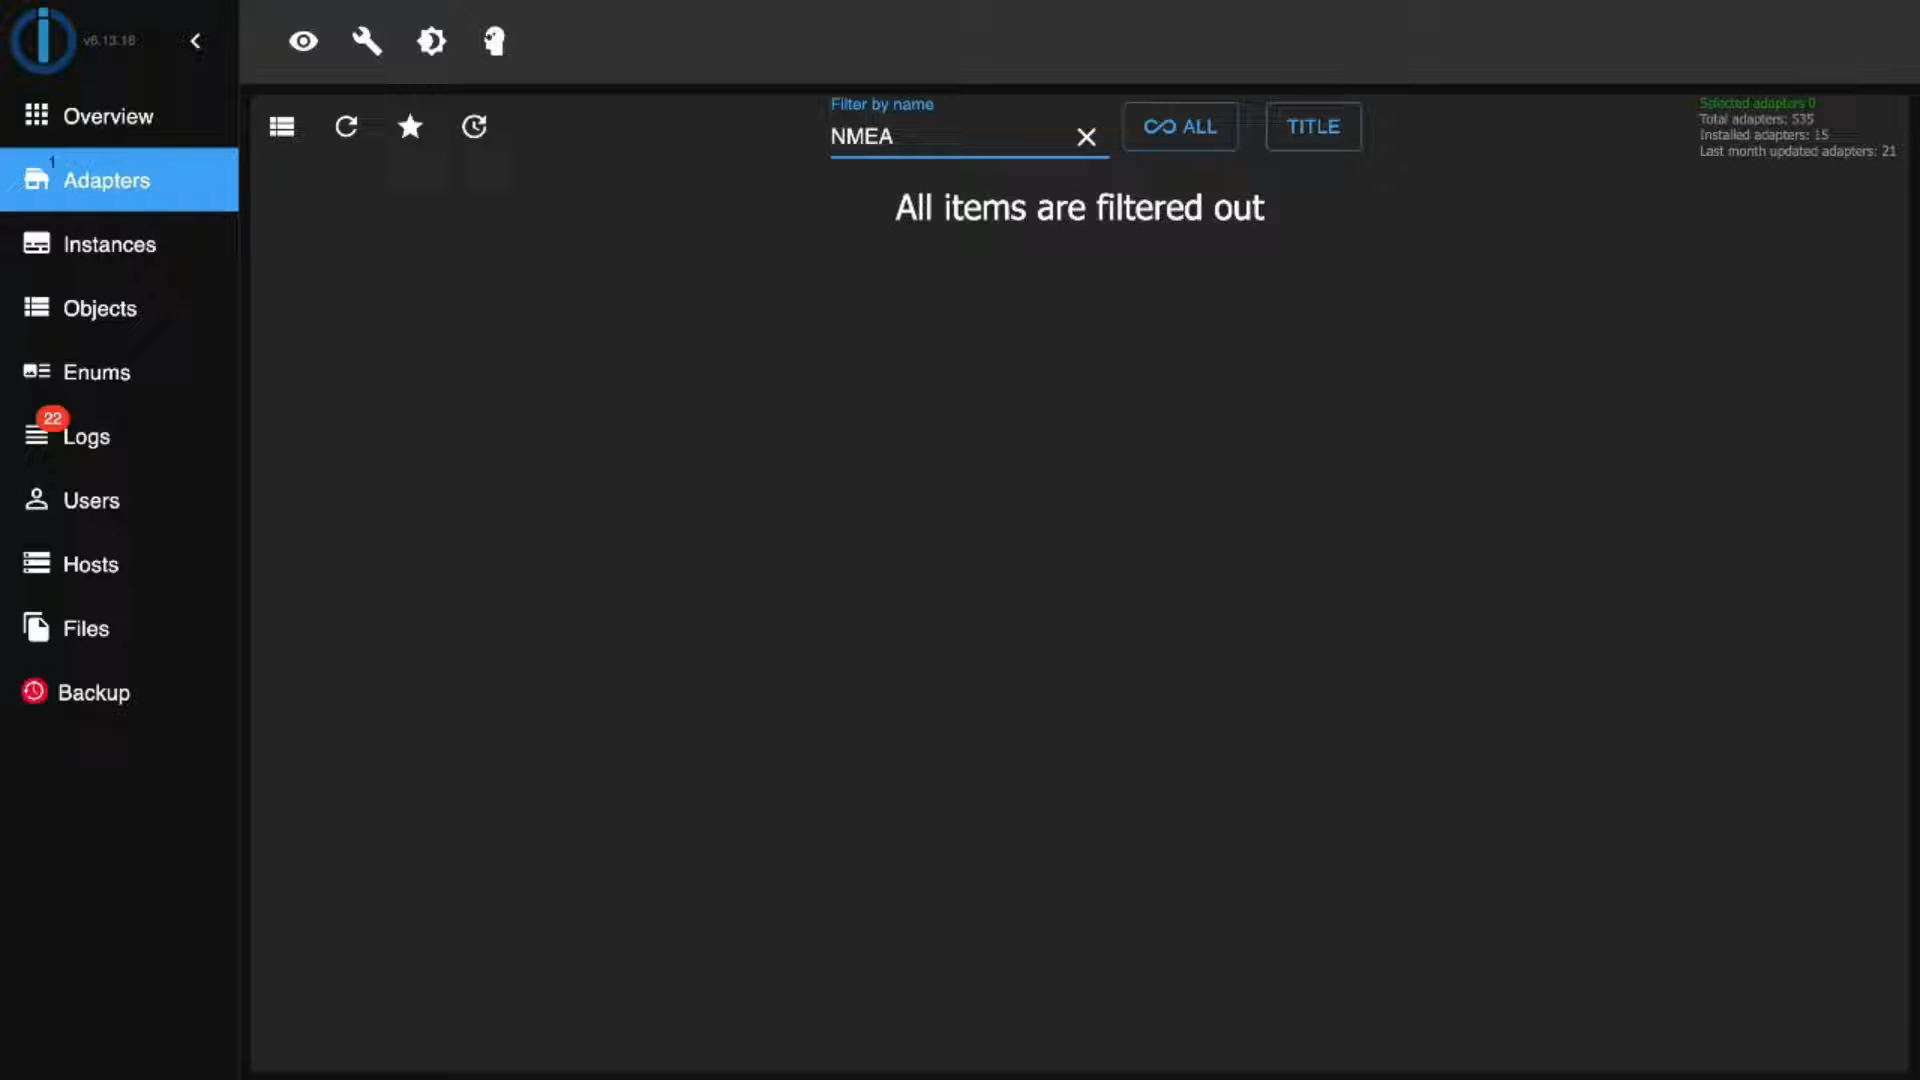 v6.13.16
Overview
1
Adapters
Instances
Objects
Enums
22
Logs
Users
Hosts
Files
Backup
Filter by name
NMEA
ALL
TITLE
Selected adapters 0
Total adapters: 535
Installed adapters: 15
Last month updated adapters: 21
All items are filtered out